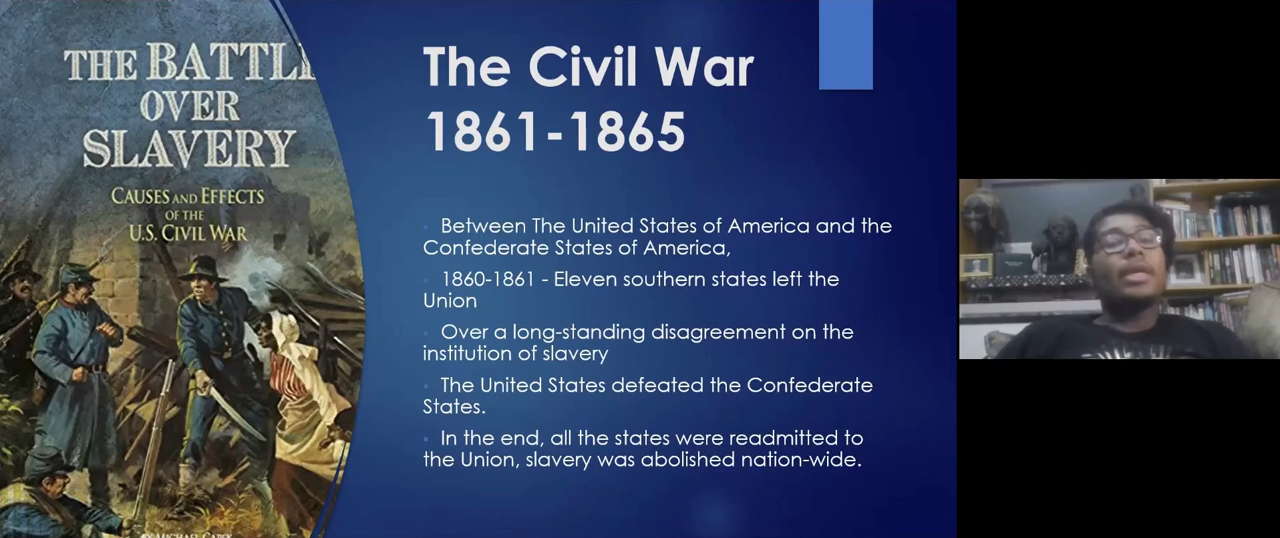 THE BATTL
OVER
SLAVERY
CAUSES AND EFFECTS
OF THE
U.S. CIVIL WAR
The Civil War
1861-1865
Between The United States of America and the
Confederate States of America,
1860-1861 - Eleven southern states left the
Union
Over a long-standing disagreement on the
institution of slavery
The United States defeated the Confederate
States.
In the end, all the states were readmitted to
the Union, slavery was abolished nation-wide.